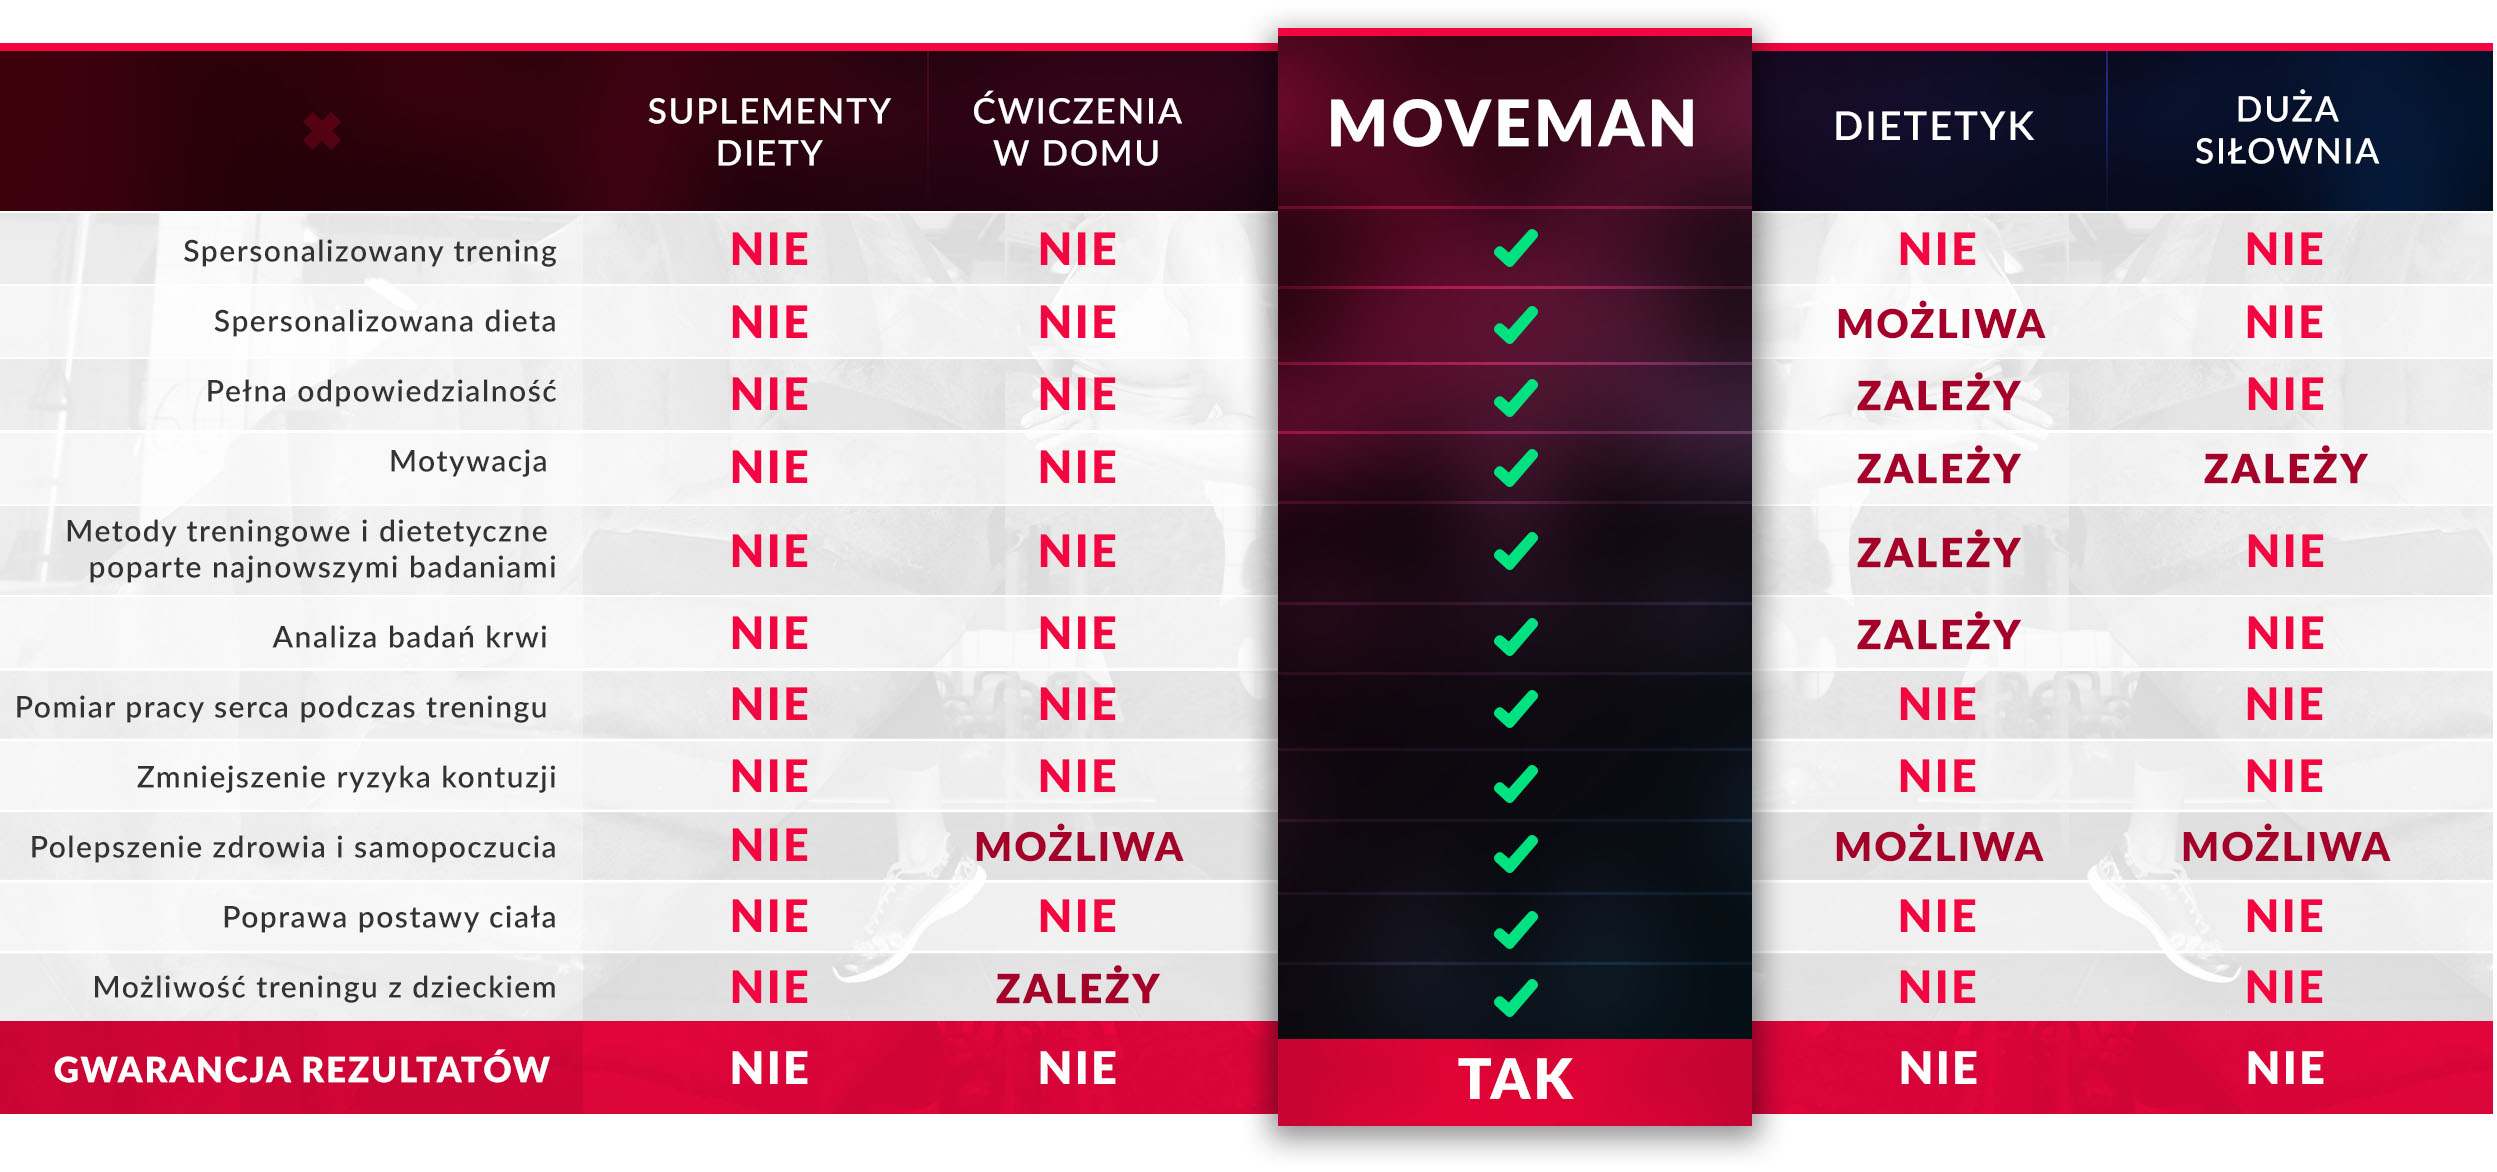 SUPLEMENTY
DIETY
ĆWICZENIA
W DOMU
MOVEMAN
DIETETYK
DUŻA
SIŁOWNIA
Spersonalizowany trening NIE NIE NIE NIE
Spersonalizowana dieta NIE NIE MOŻLIWA NIE
Pełna odpowiedzialność NIE NIE ZALEŻY NIE
Motywacja NIE NIE ZALEŻY ZALEŻY
Metody treningowe i dietetyczne
poparte najnowszymi badaniami NIE NIE ZALEŻY NIE
Analiza badań krwi NIE NIE ZALEŻY NIE
Pomiar pracy serca podczas treningu NIE NIE NIE NIE
Zmniejszenie ryzyka kontuzji NIE NIE NIE NIE
Polepszenie zdrowia i samopoczucia NIE MOŻLIWA MOŻLIWA MOŻLIWA
Poprawa postawy ciała NIE NIE NIE NIE
Możliwość treningu z dzieckiem NIE ZALEŻY NIE NIE
GWARANCJA REZULTATÓW NIE NIE TAK NIE NIE